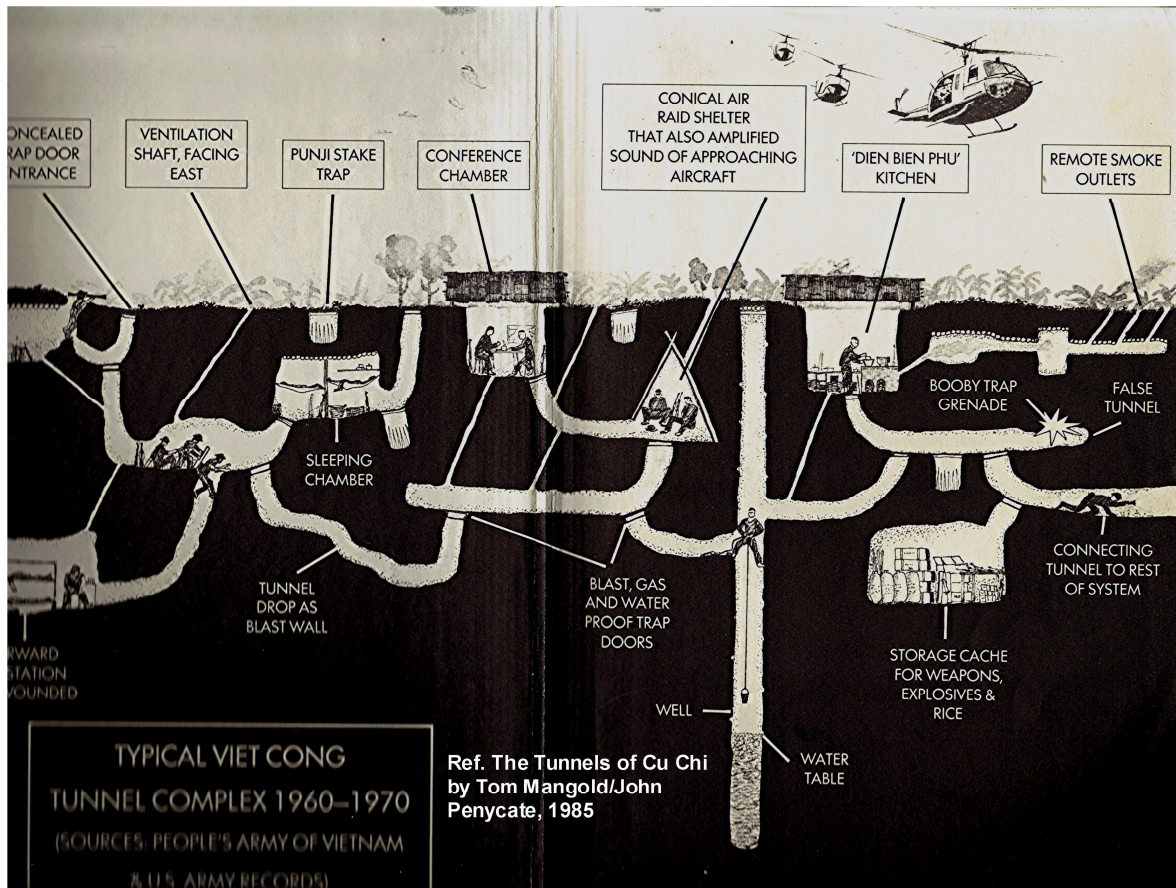 ONCEALED
RAP DOOR
NTRANCE
VENTILATION
SHAFT, FACING
EAST
PUNJI STAKE
TRAP
CONFERENCE
CHAMBER
CONICAL AIR
RAID SHELTER
THAT ALSO AMPLIFIED
SOUND OF APPROACHING
AIRCRAFT
'DIEN BIEN PHU'
KITCHEN
REMOTE SMOKE
OUTLETS
BOOBY TRAP
GRENADE
FALSE
TUNNEL
SLEEPING
CHAMBER
TUNNEL
DROP AS
BLAST WALL
BLAST, GAS
AND WATER
PROOF TRAP
DOORS
CONNECTING
TUNNEL TO REST
OF SYSTEM
STORAGE CACHE
FOR WEAPONS,
EXPLOSIVES &
RICE
RWARD
STATION
WOUNDED
WELL
WATER
TABLE
TYPICAL VIET CONG
TUNNEL COMPLEX 1960–1970
(SOURCES: PEOPLE'S ARMY OF VIETNAM
& U.S. ARMY RECORDS)
Ref. The Tunnels of Cu Chi
by Tom Mangold/John
Penycate, 1985